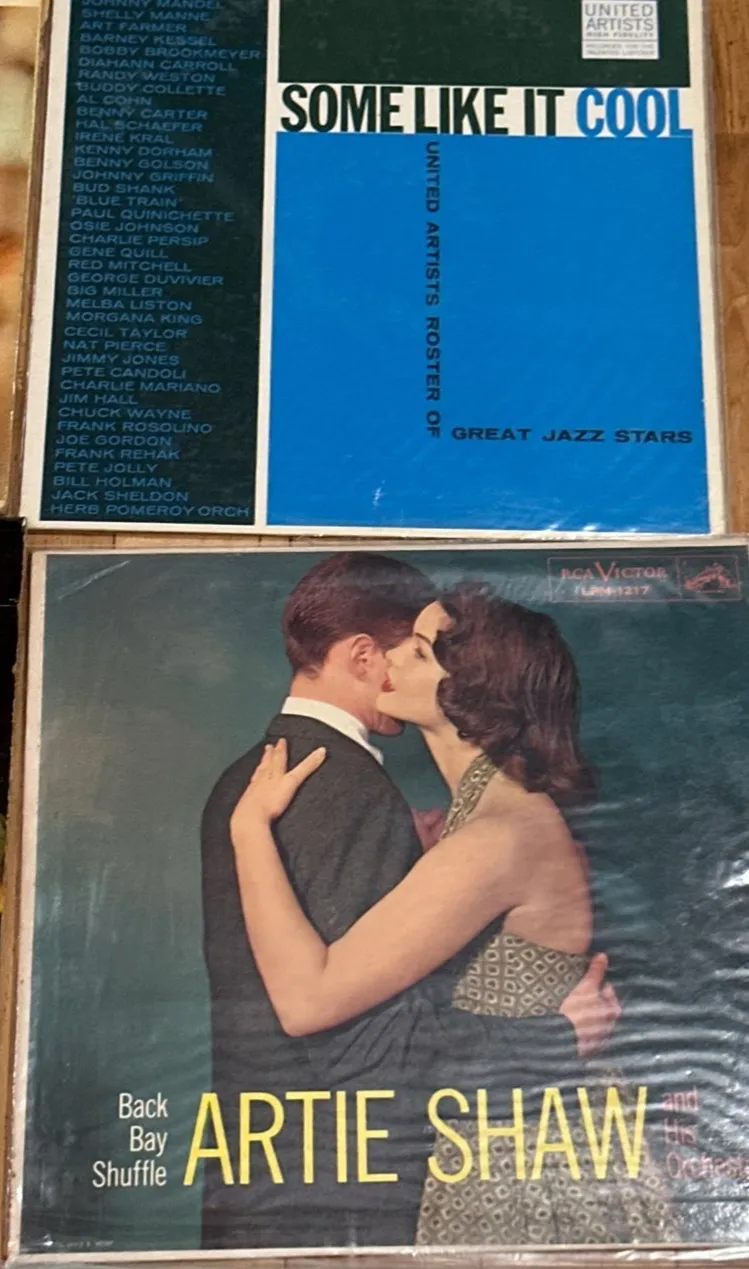 JOHNNY MANDEL
SHELLY MANNE
ART FARMER
BARNEY KESSEL
BOBBY BROOKMEYER
DIAHANN CARROLL
RANDY WESTON
BUDDY COLLETTE
AL COHN
BENNY CARTER
HAL SCHAEFER
IRENE KRAL
KENNY DORHAM
BENNY GOLSON
JOHNNY GRIFFIN
BUD SHANK
"BLUE TRAIN"
PAUL QUINICHETTE
OSIE JOHNSON
CHARLIE PERSIP
GENE QUILL
RED MITCHELL
GEORGE DUVIVIER
BIG MILLER
MELBA LISTON
MORGANA KING
CECIL TAYLOR
NAT PIERCE
JIMMY JONES
PETE CANDOLI
CHARLIE MARIANO
JIM HALL
CHUCK WAYNE
FRANK ROSOLINO
JOE GORDON
FRANK REHAK
PETE JOLLY
BILL HOLMAN
JACK SHELDON
HERB POMEROY ORCH
UNITED
ARTISTS
HIGH FIDELITY
SOME LIKE IT COOL
UNITED ARTISTS ROSTER OF
GREAT JAZZ STARS
RCA VICTOR
LPM-1217
Back
Bay
Shuffle
ARTIE SHAW
and
His